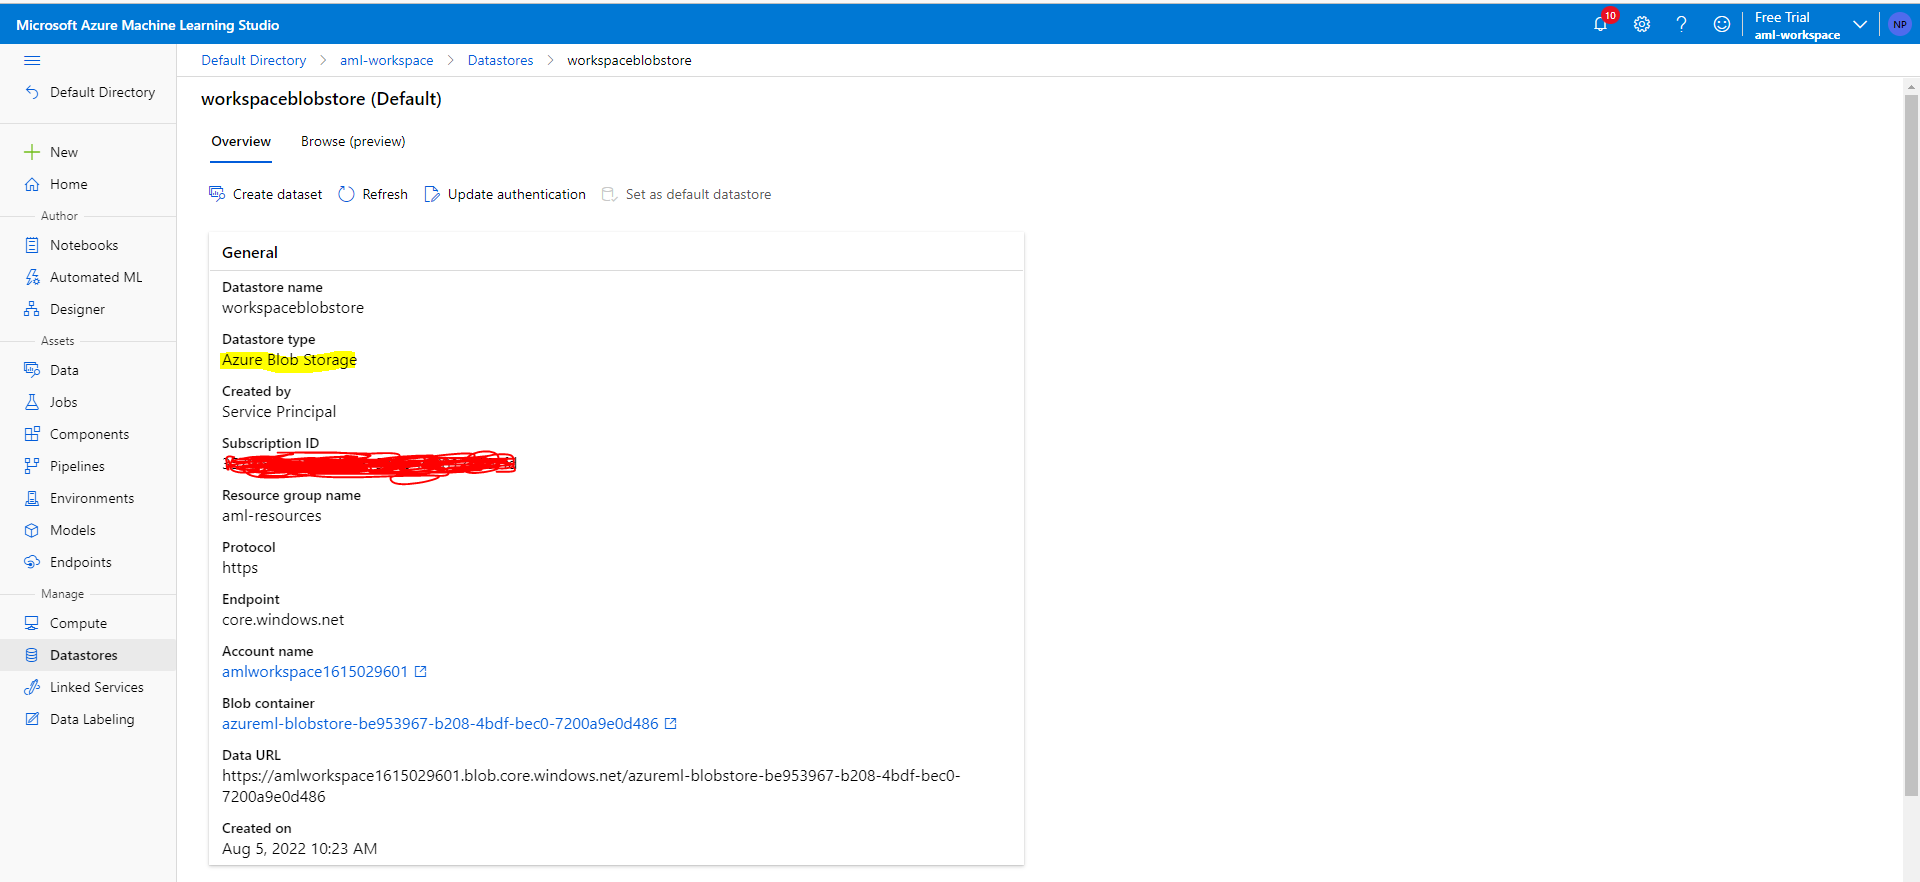 Microsoft Azure Machine Learning Studio
10
Free Trial
aml-workspace
NP
Default Directory
aml-workspace
Datastores
workspaceblobstore
Default Directory
New
Home
Author
Notebooks
Automated ML
Designer
Assets
Data
Jobs
Components
Pipelines
Environments
Models
Endpoints
Manage
Compute
Datastores
Linked Services
Data Labeling
workspaceblobstore (Default)
Overview
Browse (preview)
Create dataset
Refresh
Update authentication
Set as default datastore
General
Datastore name
workspaceblobstore
Datastore type
Azure Blob Storage
Created by
Service Principal
Subscription ID
Resource group name
aml-resources
Protocol
https
Endpoint
core.windows.net
Account name
amlworkspace1615029601
Blob container
azureml-blobstore-be953967-b208-4bdf-bec0-7200a9e0d486
Data URL
https://amlworkspace1615029601.blob.core.windows.net/azureml-blobstore-be953967-b208-4bdf-bec0-
7200a9e0d486
Created on
Aug 5, 2022 10:23 AM